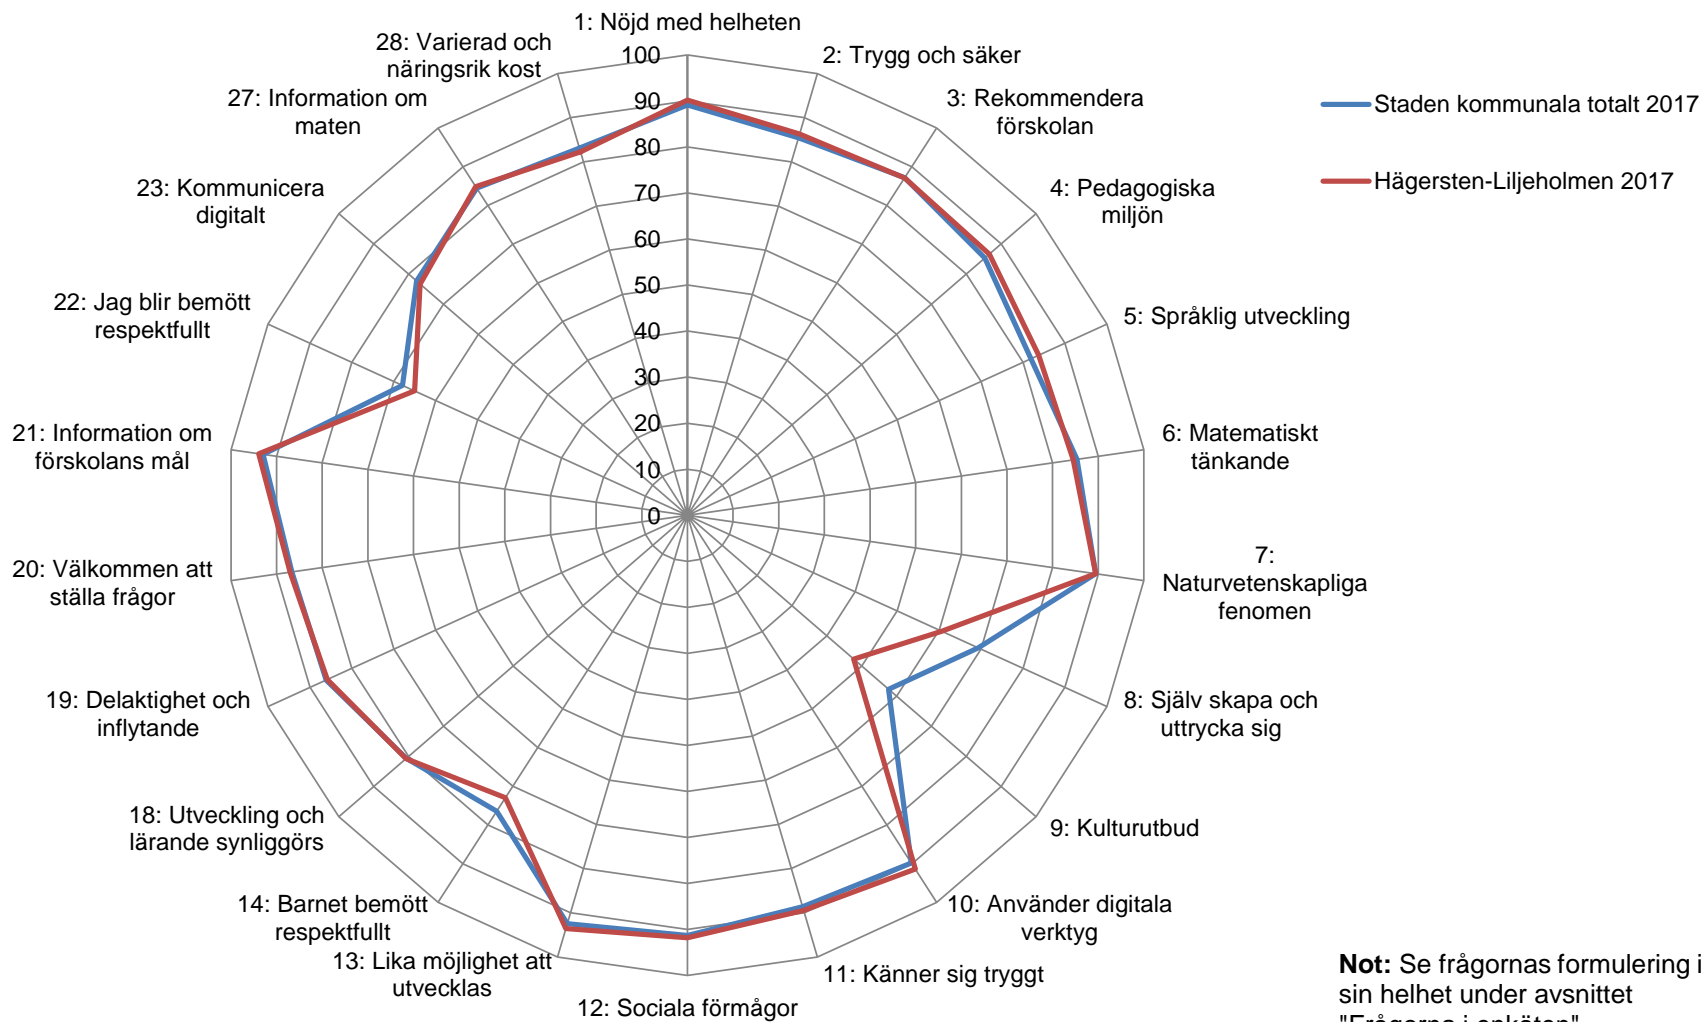 1: Nöjd med helheten
2: Trygg och säker
3: Rekommendera
förskolan
4: Pedagogiska
miljön
5: Språklig utveckling
6: Matematiskt
tänkande
7:
Naturvetenskapliga
fenomen
8: Själv skapa och
uttrycka sig
9: Kulturutbud
10: Använder digitala
verktyg
11: Känner sig tryggt
12: Sociala förmågor
13: Lika möjlighet att
utvecklas
14: Barnet bemött
respektfullt
18: Utveckling och
lärande synliggörs
19: Delaktighet och
inflytande
20: Välkommen att
ställa frågor
21: Information om
förskolans mål
22: Jag blir bemött
respektfullt
23: Kommunicera
digitalt
27: Information om
maten
28: Varierad och
näringsrik kost
100
90
80
70
60
50
40
30
20
10
0
Staden kommunala totalt 2017
Hägersten-Liljeholmen 2017
Not: Se frågornas formulering i
sin helhet under avsnittet
"Frågorna i enkäten"